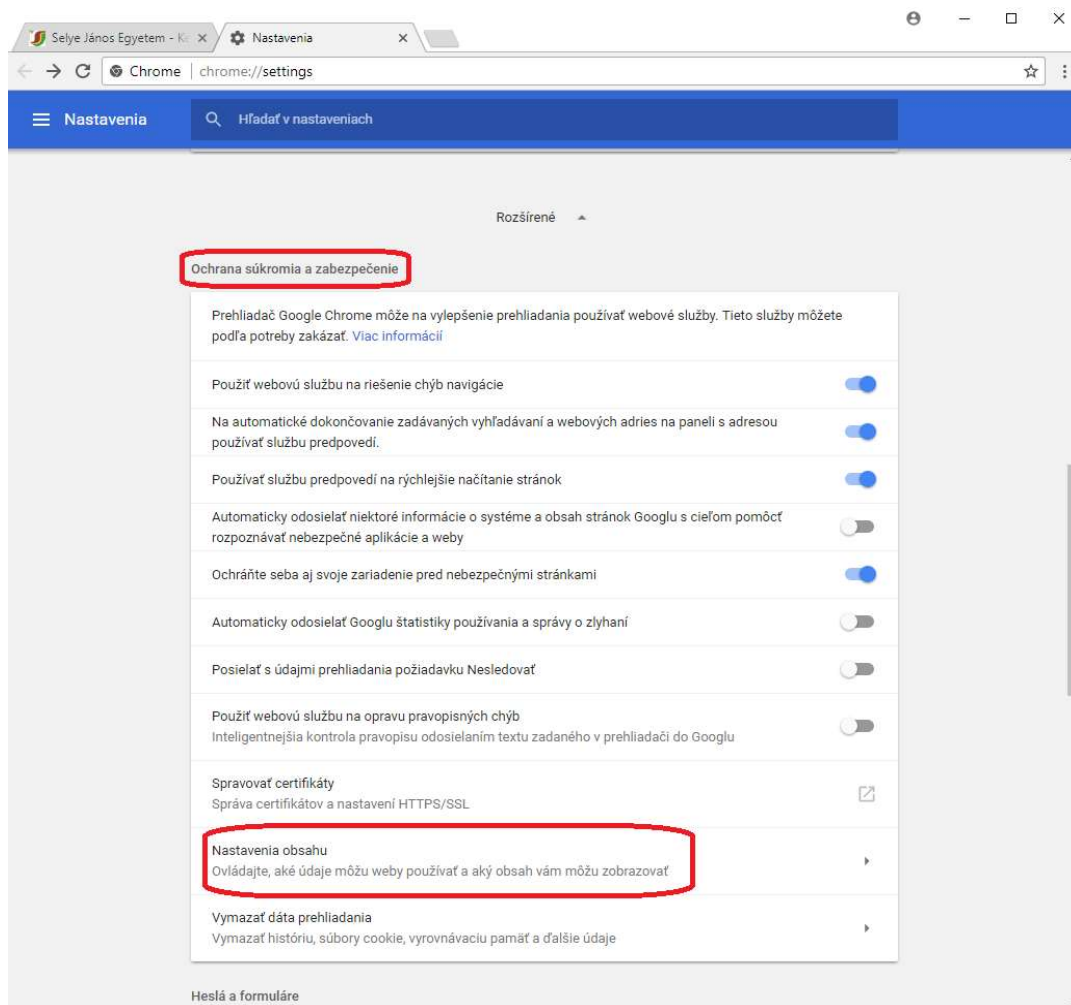 Selye János Egyetem - Ke
Nastavenia
Chrome | chrome://settings
Nastavenia
Hľadať v nastaveniach
Rozšírené
Ochrana súkromia a zabezpečenie
Prehliadač Google Chrome môže na vylepšenie prehliadania používať webové služby. Tieto služby môžete
podľa potreby zakázať. Viac informácií
Použiť webovú službu na riešenie chýb navigácie
Na automatické dokončovanie zadávaných vyhľadávaní a webových adries na paneli s adresou
používať službu predpovedí.
Používať službu predpovedí na rýchlejšie načítanie stránok
Automaticky odosielať niektoré informácie o systéme a obsah stránok Googlu s cieľom pomôcť
rozpoznávať nebezpečné aplikácie a weby
Ochráňte seba aj svoje zariadenie pred nebezpečnými stránkami
Automaticky odosielať Googlu štatistiky používania a správy o zlyhaní
Posielať s údajmi prehliadania požiadavku Nesledovať
Použiť webovú službu na opravu pravopisných chýb
Inteligentnejšia kontrola pravopisu odosielaním textu zadaného v prehliadači do Googlu
Spravovať certifikáty
Správa certifikátov a nastavení HTTPS/SSL
Nastavenia obsahu
Ovládajte, aké údaje môžu weby používať a aký obsah vám môžu zobrazovať
Vymazať dáta prehliadania
Vymazať históriu, súbory cookie, vyrovnávaciu pamäť a ďalšie údaje
Heslá a formuláre